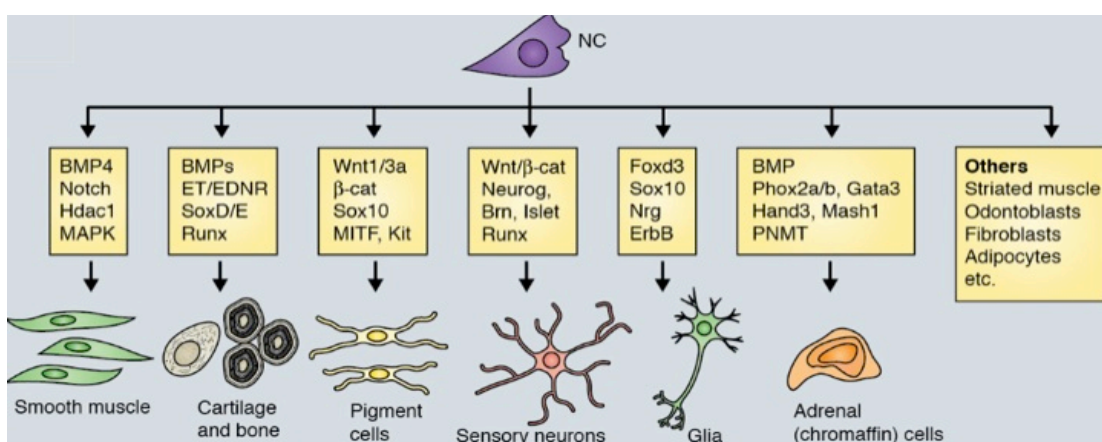 NC
BMP4
Notch
Hdac1
MAPK
BMPs
ET/EDNR
SoxD/E
Runx
Wnt1/3a
β-cat
Sox10
MITF, Kit
Wnt/β-cat
Neurog,
Brn, Islet
Runx
Foxd3
Sox10
Nrg
ErbB
BMP
Phox2a/b, Gata3
Hand3, Mash1
PNMT
Others
Striated muscle
Odontoblasts
Fibroblasts
Adipocytes
etc.
Smooth muscle
Cartilage
and bone
Pigment
cells
Sensory neurons
Glia
Adrenal
(chromaffin) cells